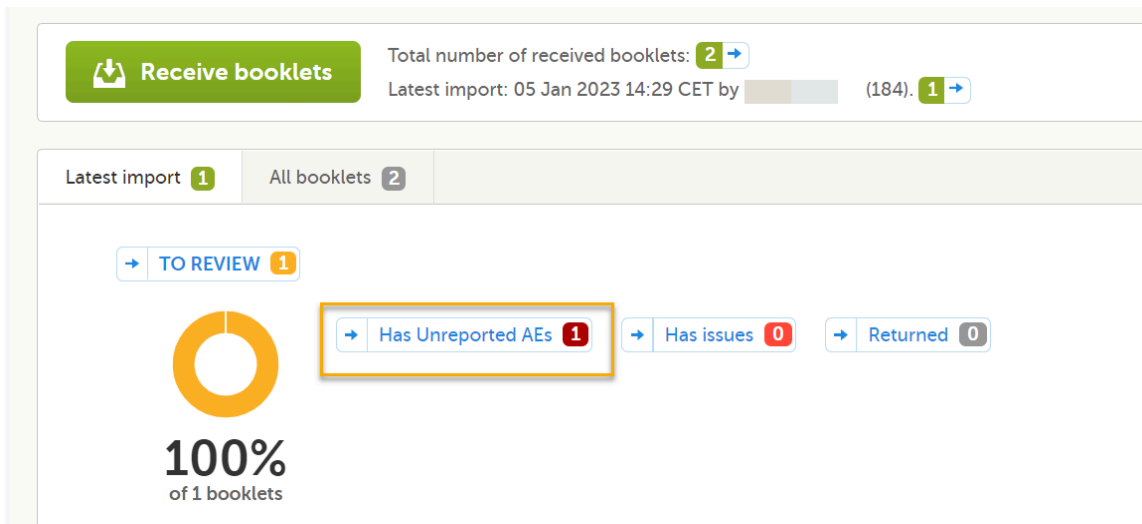 Receive booklets
Total number of received booklets: 2
Latest import: 05 Jan 2023 14:29 CET by (184). 1
Latest import 1
All booklets 2
TO REVIEW 1
Has Unreported AEs 1
Has issues 0
Returned 0
100%
of 1 booklets